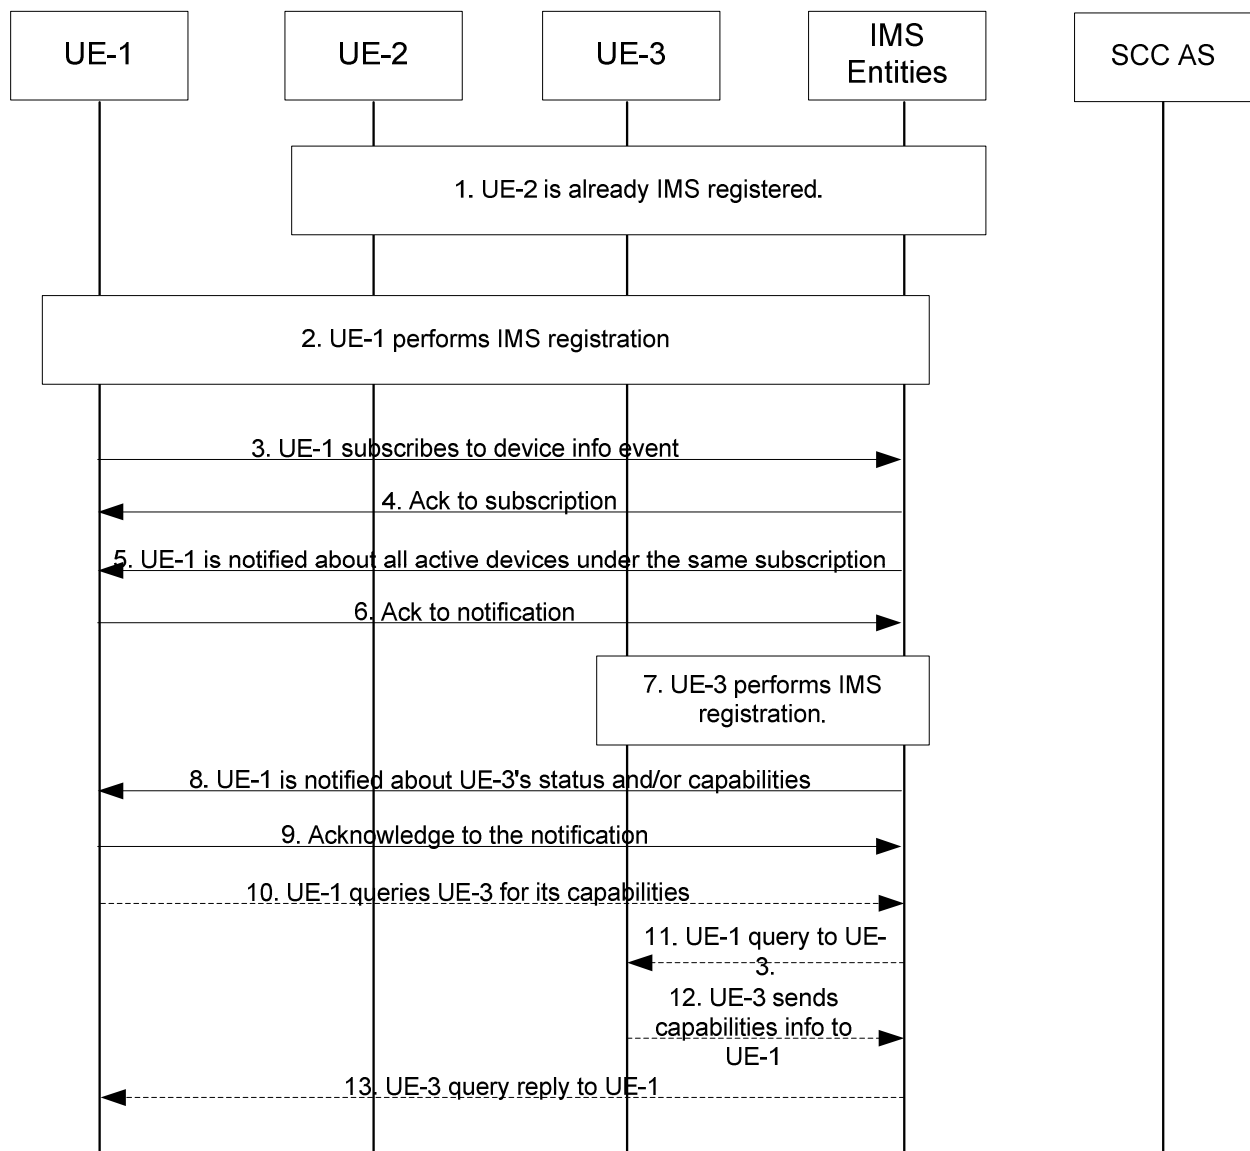 UE-1
UE-2
UE-3
IMS
Entities
SCC AS
1. UE-2 is already IMS registered.
2. UE-1 performs IMS registration
3. UE-1 subscribes to device info event
4. Ack to subscription
5. UE-1 is notified about all active devices under the same subscription
6. Ack to notification
7. UE-3 performs IMS
registration.
8. UE-1 is notified about UE-3's status and/or capabilities
9. Acknowledge to the notification
10. UE-1 queries UE-3 for its capabilities
11. UE-1 query to UE-
3.
12. UE-3 sends
capabilities info to
UE-1
13. UE-3 query reply to UE-1